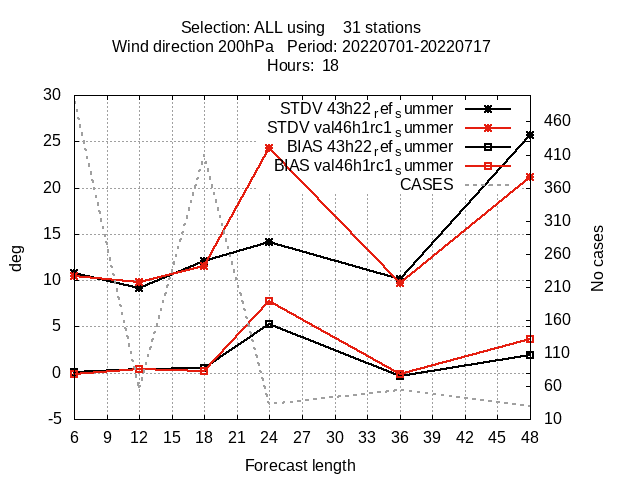 Selection: ALL using 31 stations
Wind direction 200hPa Period: 20220701-20220717
Hours: 18
30
25
20
15
10
5
0
-5
deg
STDV 43h22_ref_summer
STDV val46h1rc1_summer
BIAS 43h22_ref_summer
BIAS val46h1rc1_summer
CASES
460
410
360
310
260
210
160
110
60
10
No cases
6 9 12 15 18 21 24 27 30 33 36 39 42 45 48
Forecast length